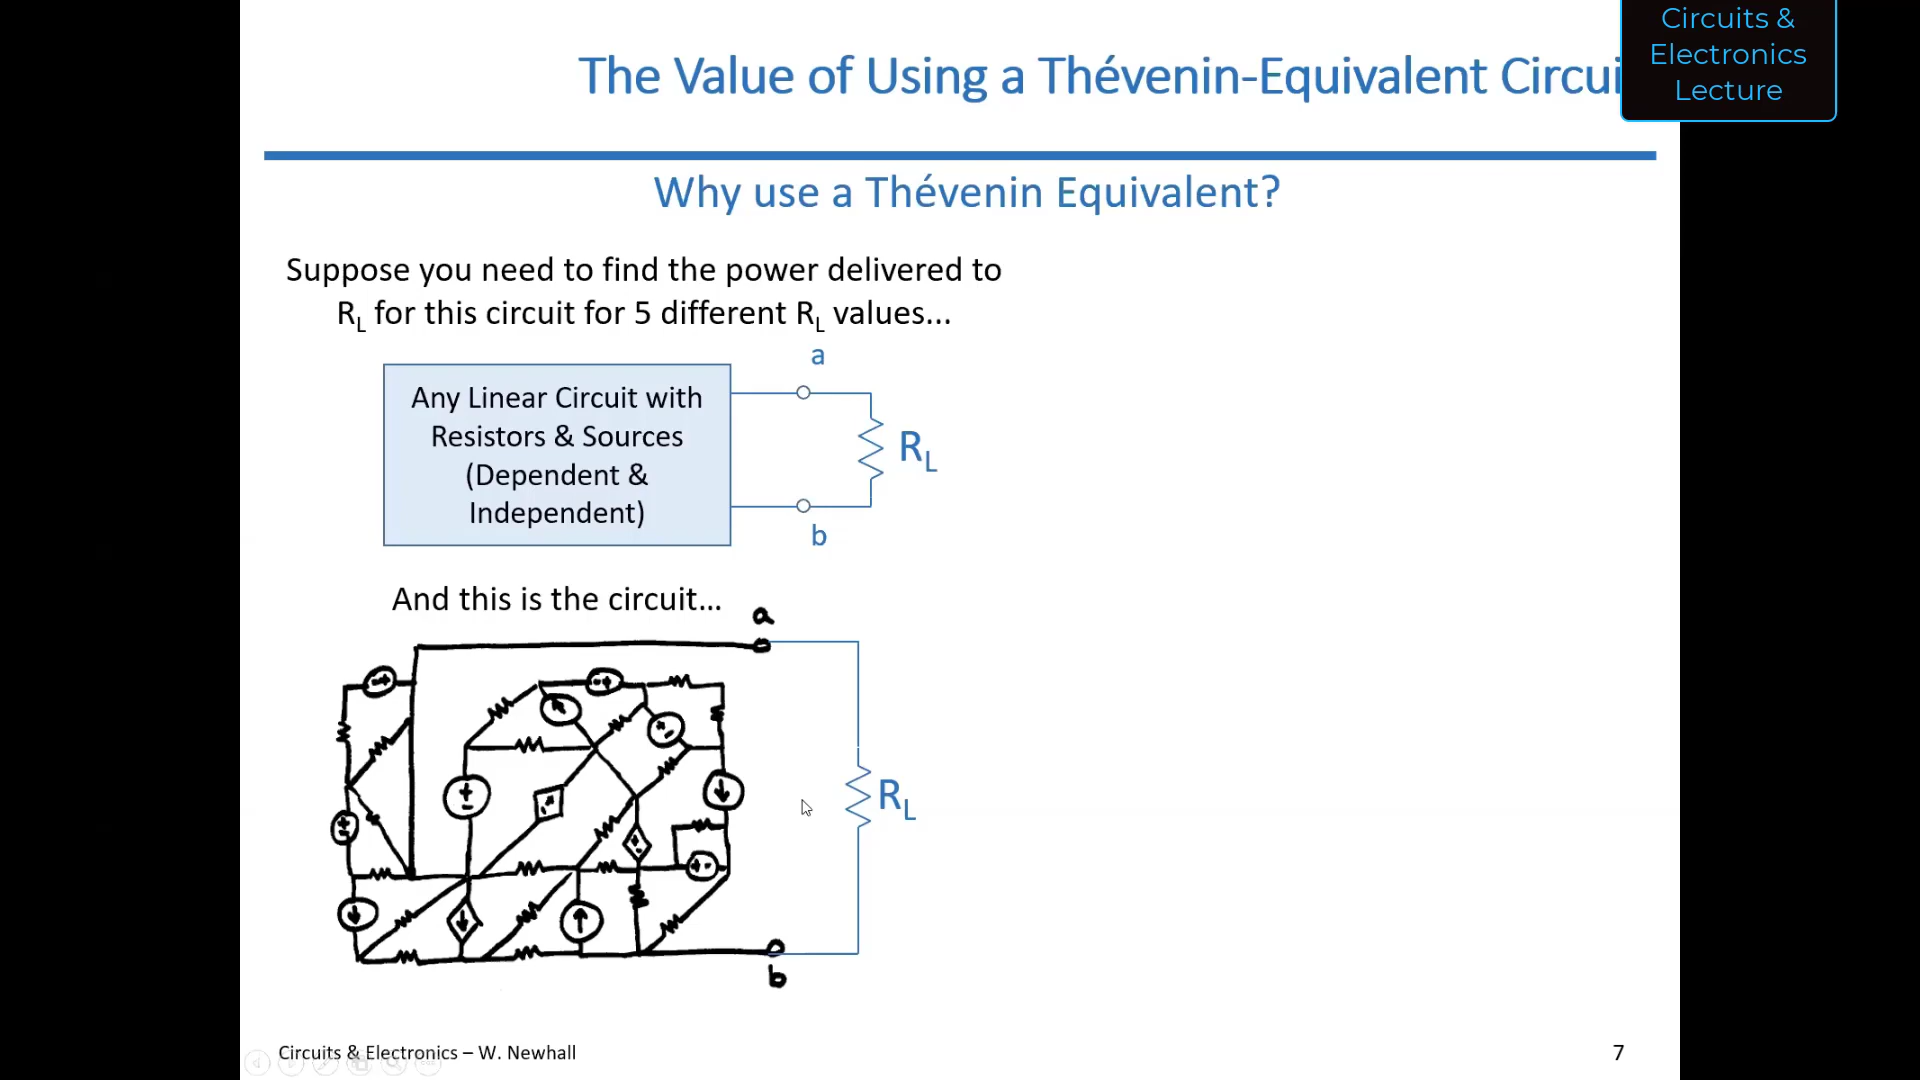 Circuits &
Electronics
Lecture
The Value of Using a Thévenin-Equivalent Circui
Why use a Thévenin Equivalent?
Suppose you need to find the power delivered to
RL for this circuit for 5 different RL values...
a
Any Linear Circuit with
Resistors & Sources
(Dependent &
Independent)
RL
b
And this is the circuit...
a
RL
b
Circuits & Electronics – W. Newhall
7